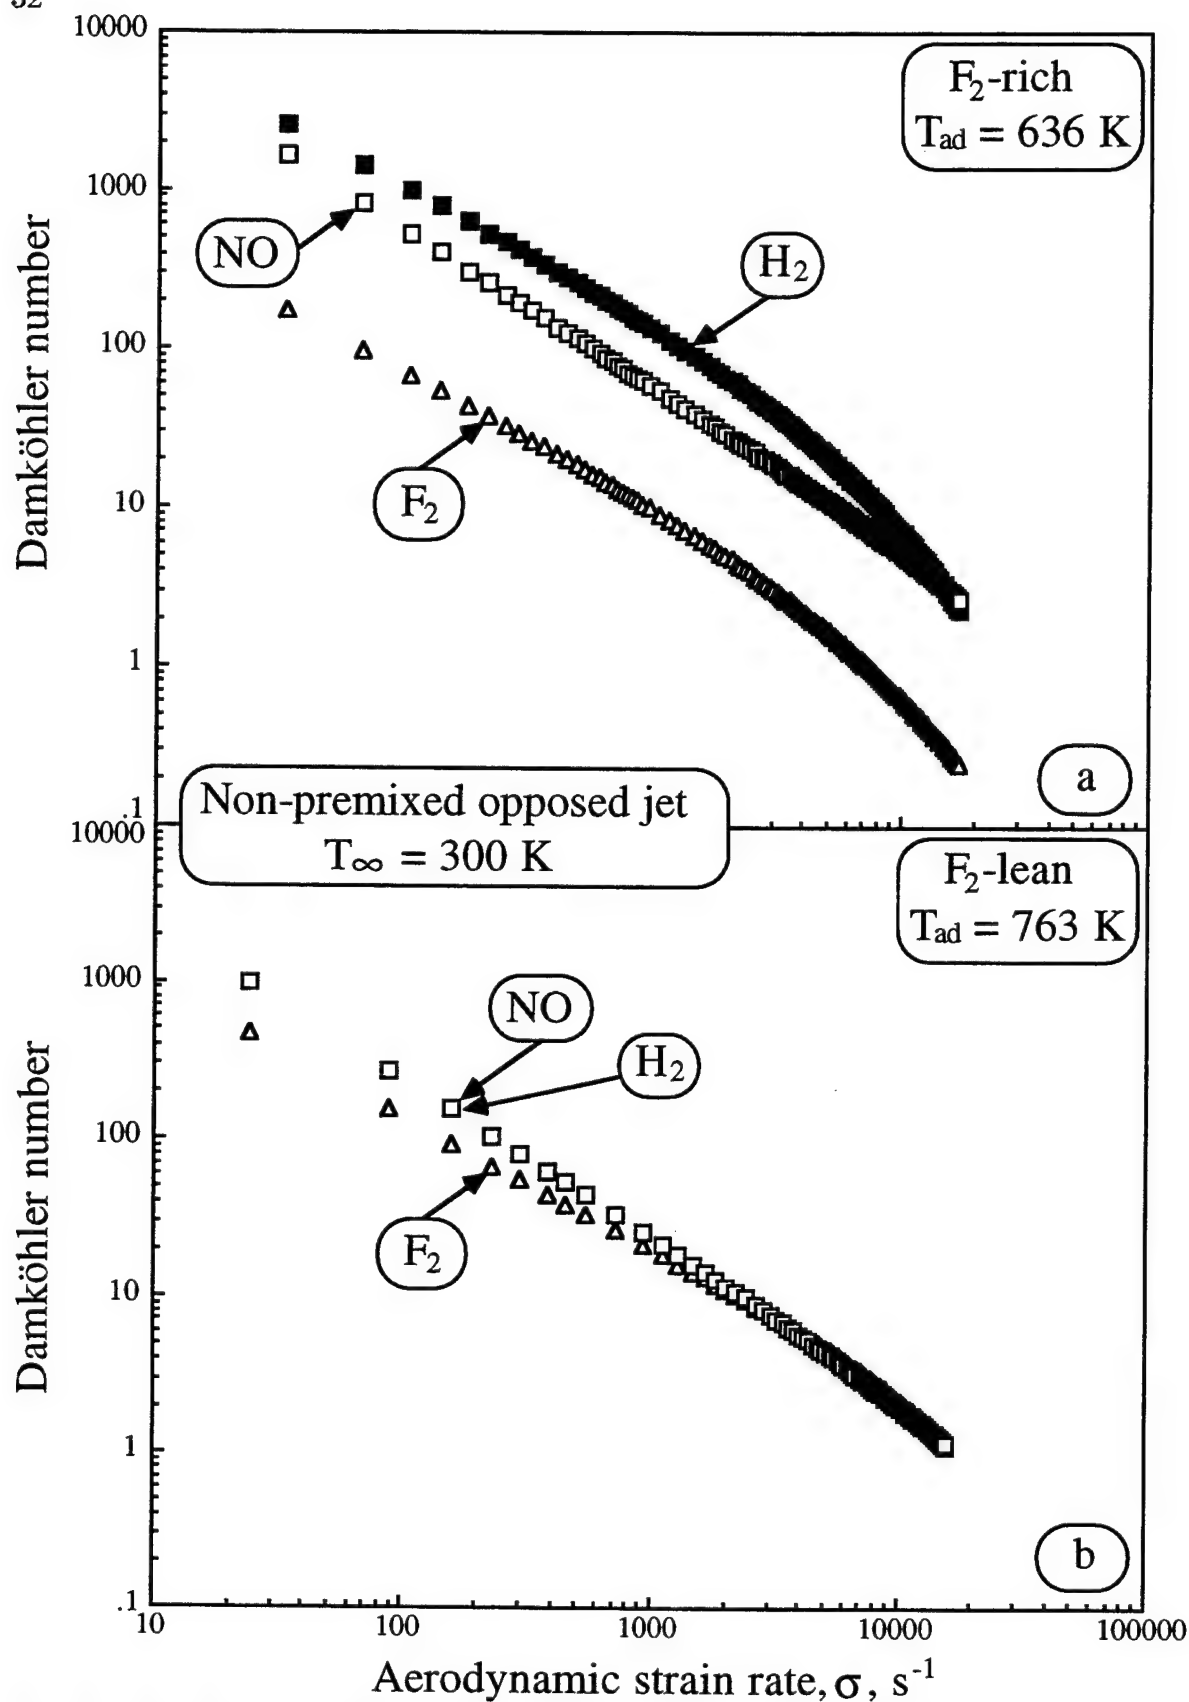 32
10000
F2-rich
Tad = 636 K
1000
NO
H2
100
F2
10
1
.1
a
Damköhler number
Non-premixed opposed jet
T∞ = 300 K
10000
F2-lean
Tad = 763 K
1000
NO
H2
100
F2
10
1
.1
b
Damköhler number
10 100 1000 10000 100000
Aerodynamic strain rate, σ, s-1